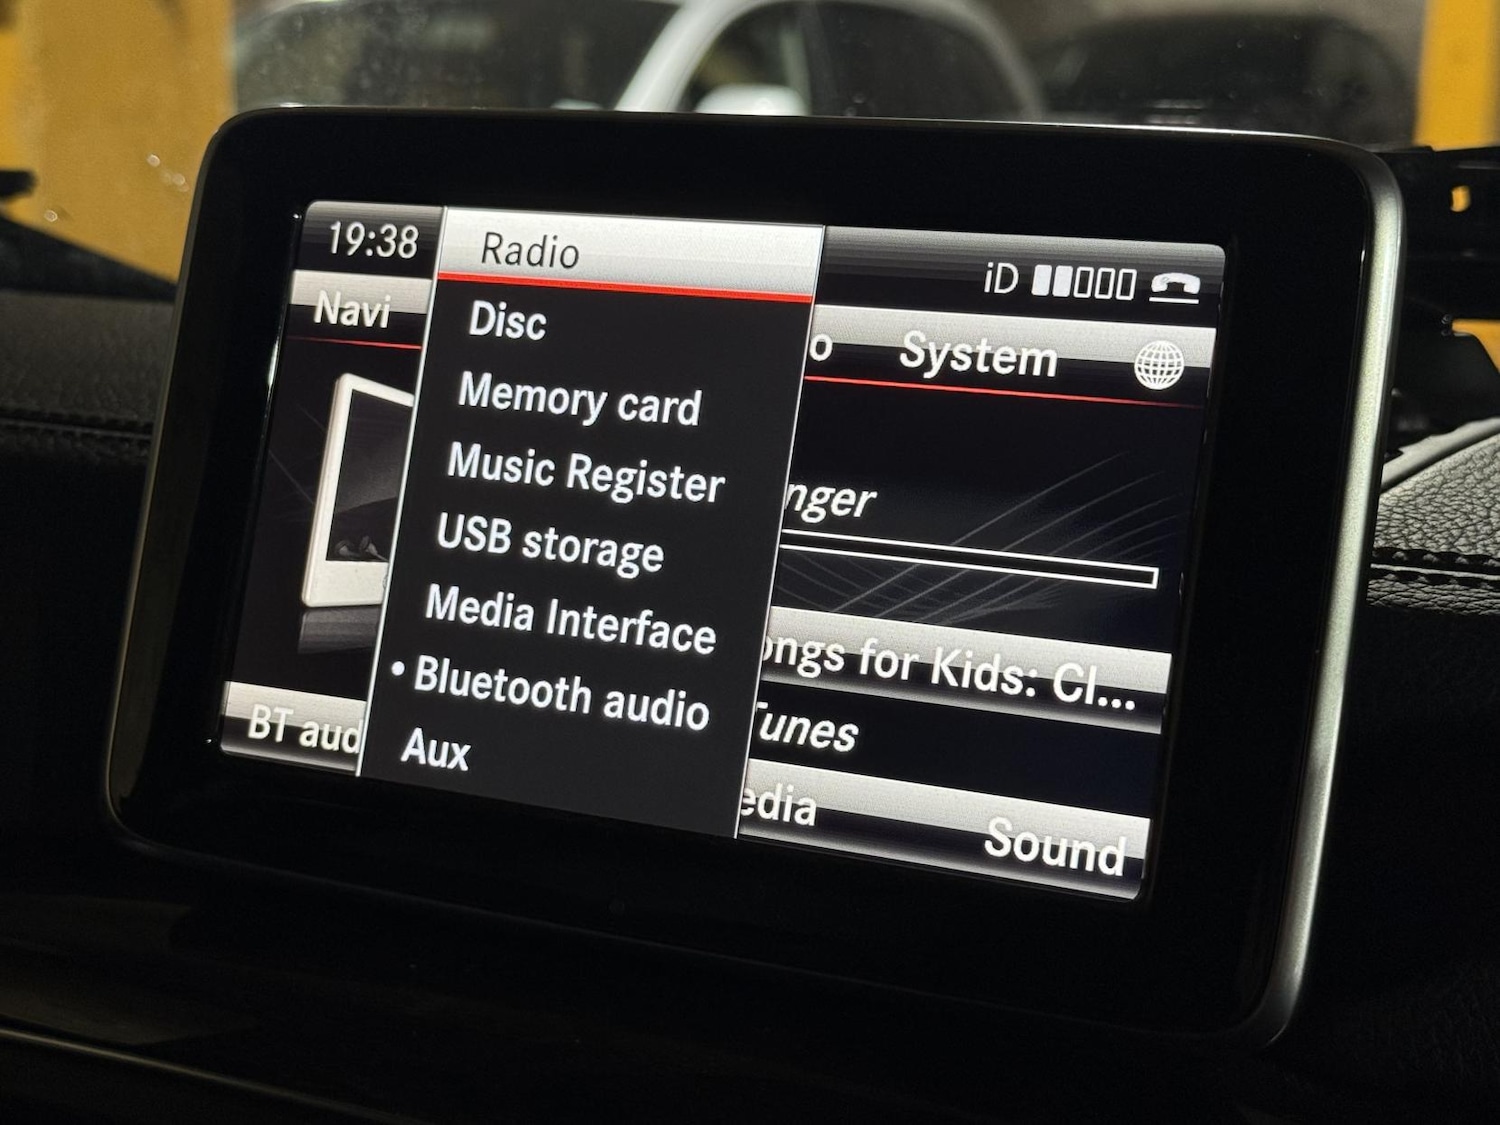 19:38
Radio
iD
Navi
Disc
o
System
Memory card
Music Register
nger
USB storage
Media Interface
ongs for Kids: Cl...
• Bluetooth audio
Tunes
BT aud
Aux
edia
Sound